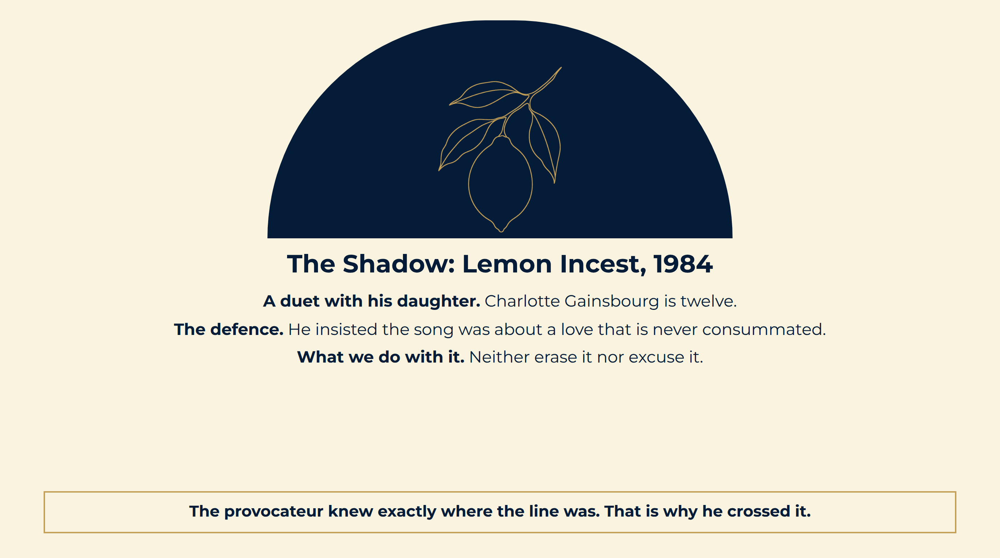 The Shadow: Lemon Incest, 1984
A duet with his daughter. Charlotte Gainsbourg is twelve.
The defence. He insisted the song was about a love that is never consummated.
What we do with it. Neither erase it nor excuse it.
The provocateur knew exactly where the line was. That is why he crossed it.